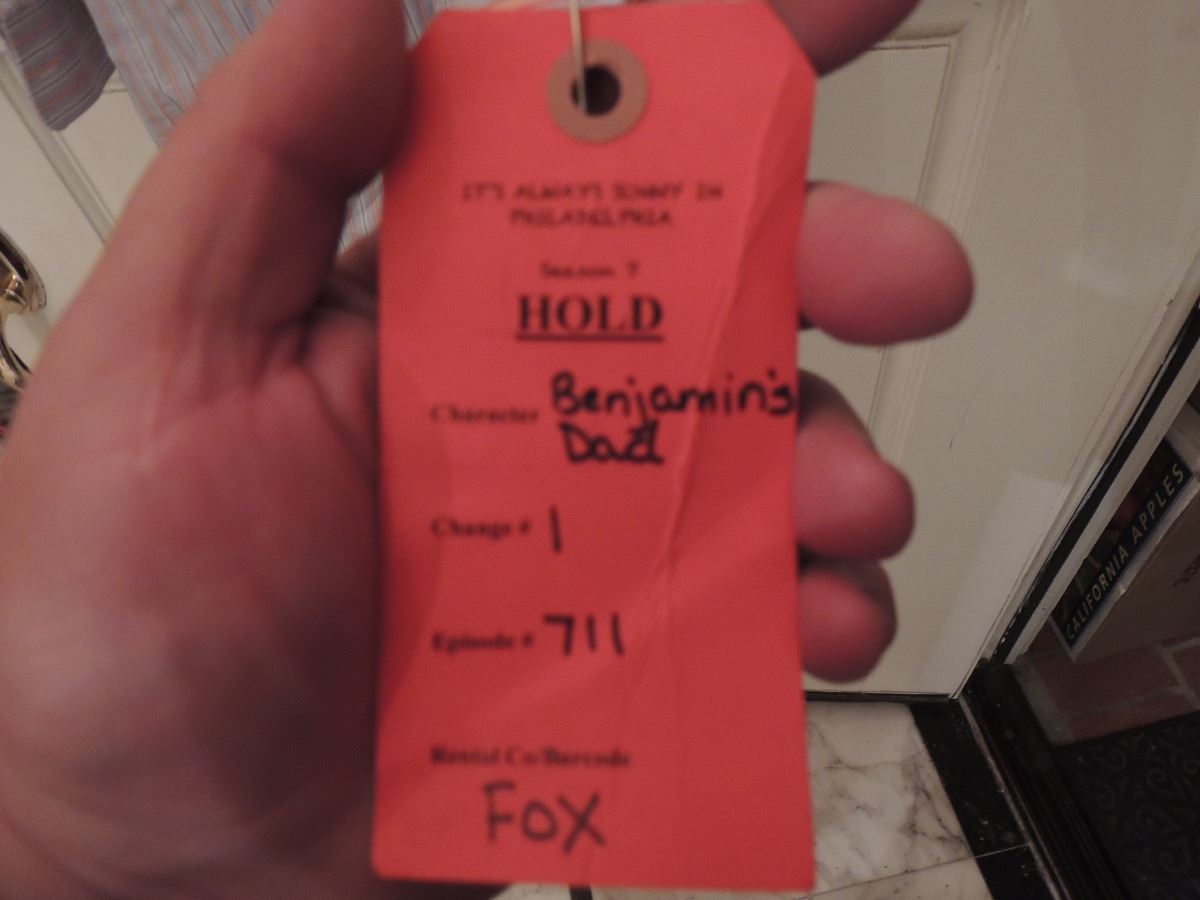 IT'S ALWAYS SUNNY IN
PHILADELPHIA
Season 7
HOLD
Character Benjamin's
Dad
Change # 1
Episode # 711
Rental Co/Barcode
FOX
CALIFORNIA APPLES